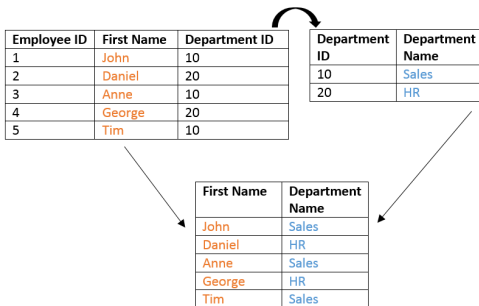 Employee ID First Name Department ID
1 John 10
2 Daniel 20
3 Anne 10
4 George 20
5 Tim 10
Department Department
ID Name
10 Sales
20 HR
First Name Department
Name
John Sales
Daniel HR
Anne Sales
George HR
Tim Sales